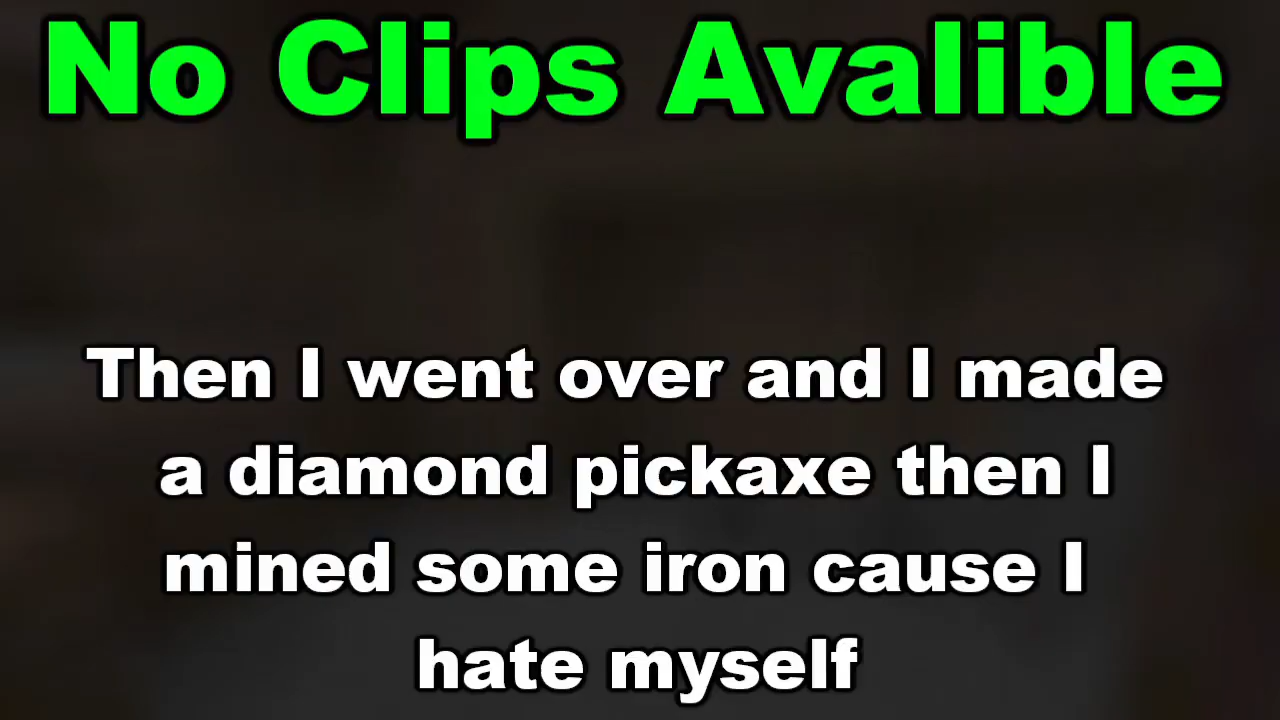 No Clips Avalible
Then I went over and I made
a diamond pickaxe then I
mined some iron cause I
hate myself